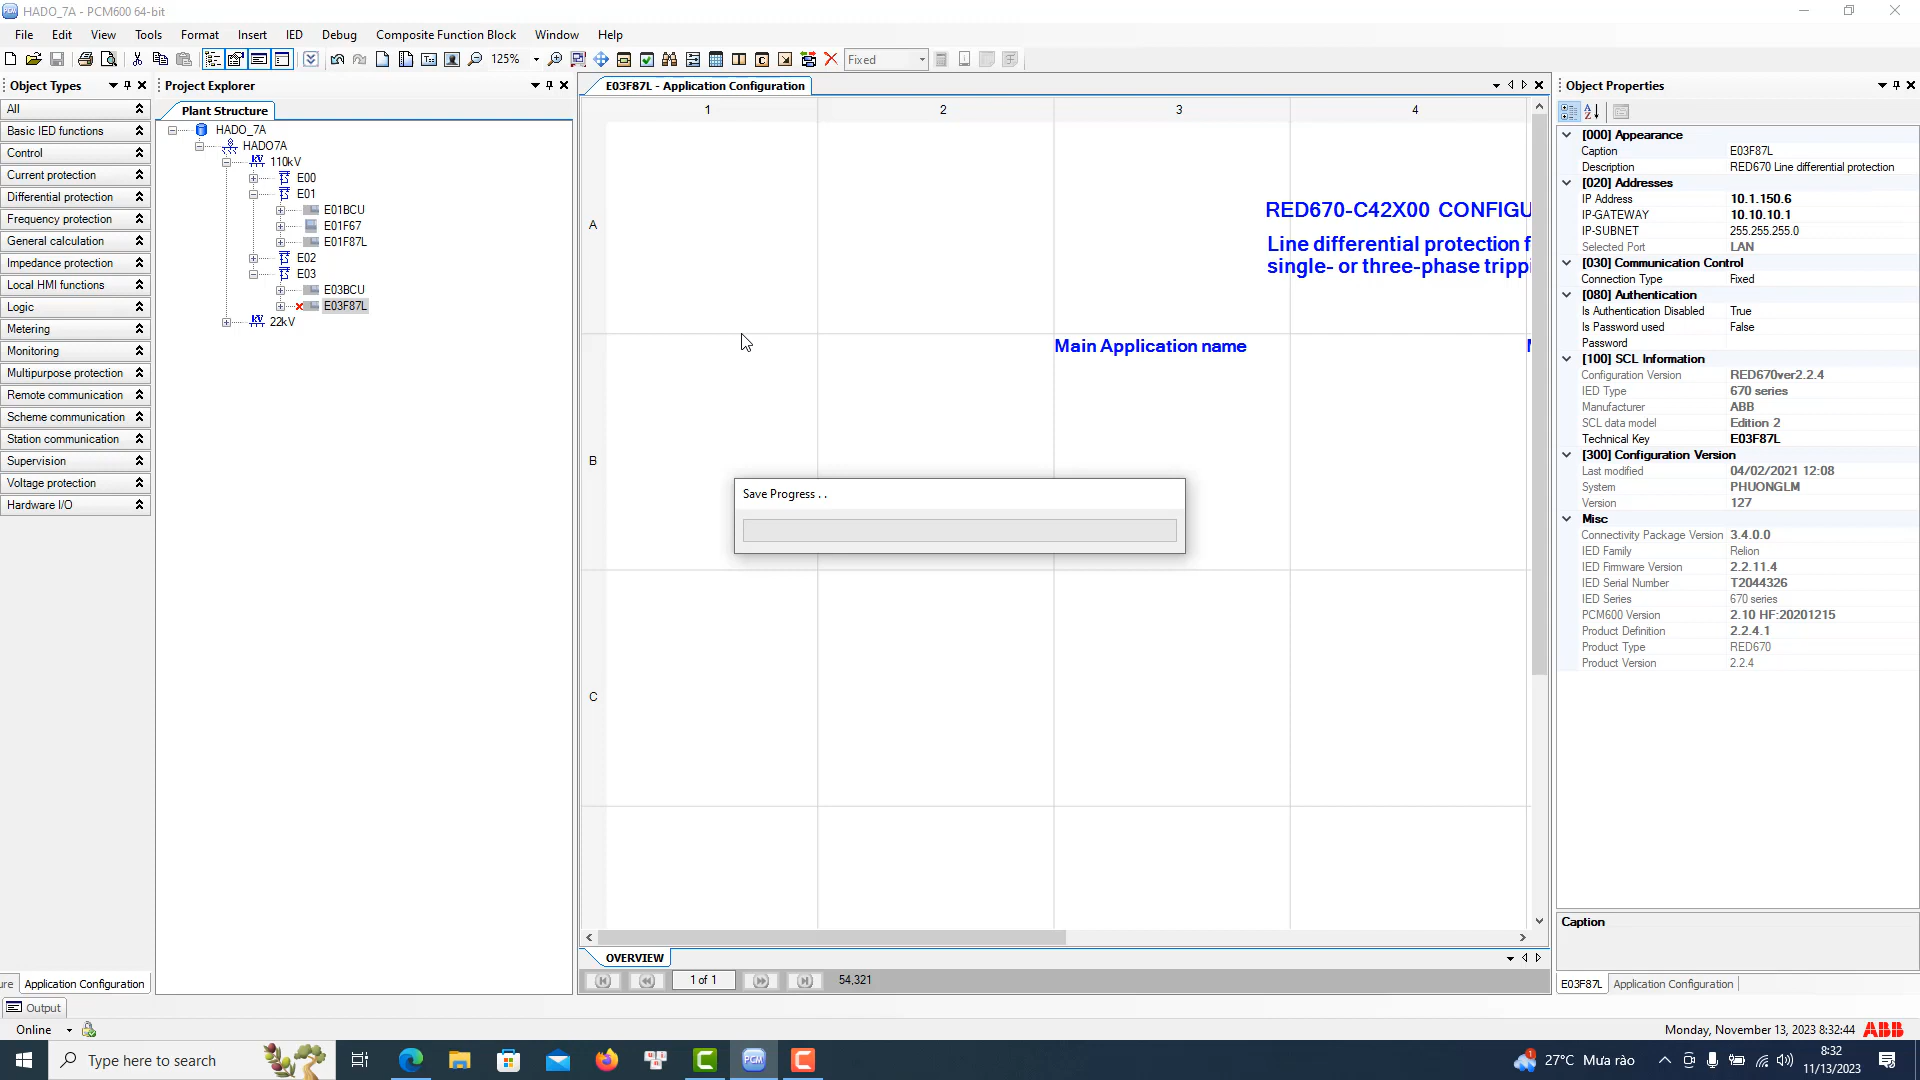 HADO_7A - PCM600 64-bit
File Edit View Tools Format Insert IED Debug Composite Function Block Window Help
125% Fixed
Object Types
All
Basic IED functions
Control
Current protection
Differential protection
Frequency protection
General calculation
Impedance protection
Local HMI functions
Logic
Metering
Monitoring
Multipurpose protection
Remote communication
Scheme communication
Station communication
Supervision
Voltage protection
Hardware I/O
Application Configuration
Project Explorer
Plant Structure
HADO_7A
HADO7A
110kV
E00
E01
E01BCU
E01F67
E01F87L
E02
E03
E03BCU
E03F87L
22kV
E03F87L - Application Configuration
1 2 3 4
A
RED670-C42X00 CONFIGU
Line differential protection f
single- or three-phase trippi
Main Application name
B
Save Progress . .
C
OVERVIEW
1 of 1
54,321
Object Properties
[000] Appearance
Caption E03F87L
Description RED670 Line differential protection
[020] Addresses
IP Address 10.1.150.6
IP-GATEWAY 10.10.10.1
IP-SUBNET 255.255.255.0
Selected Port LAN
[030] Communication Control
Connection Type Fixed
[080] Authentication
Is Authentication Disabled True
Is Password used False
Password
[100] SCL Information
Configuration Version RED670ver2.2.4
IED Type 670 series
Manufacturer ABB
SCL data model Edition 2
Technical Key E03F87L
[300] Configuration Version
Last modified 04/02/2021 12:08
System PHUONGLM
Version 127
Misc
Connectivity Package Version 3.4.0.0
IED Family Relion
IED Firmware Version 2.2.11.4
IED Serial Number T2044326
IED Series 670 series
PCM600 Version 2.10 HF:20201215
Product Definition 2.2.4.1
Product Type RED670
Product Version 2.2.4
Caption
E03F87L Application Configuration
Output
Online
Monday, November 13, 2023 8:32:44 ABB
Type here to search
PCM
27°C Mưa rào
8:32
11/13/2023